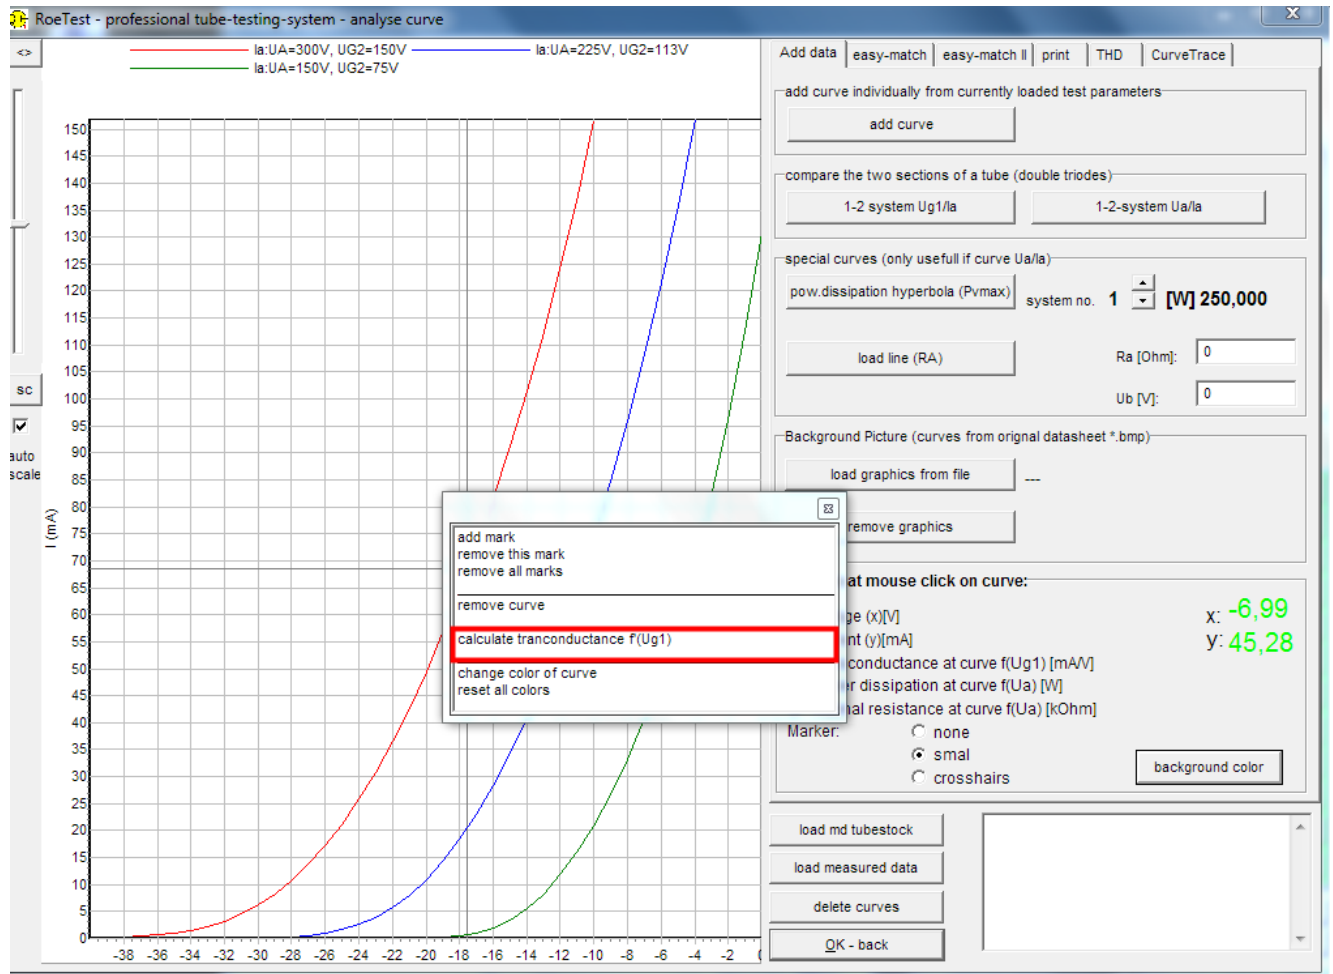 RoeTest - professional tube-testing-system - analyse curve
x
<>
Ia:UA=300V, UG2=150V
Ia:UA=225V, UG2=113V
Ia:UA=150V, UG2=75V
150
145
140
135
130
125
120
115
110
105
100
95
90
85
80
75
70
65
60
55
50
45
40
35
30
25
20
15
10
5
0
I (mA)
-38 -36 -34 -32 -30 -28 -26 -24 -22 -20 -18 -16 -14 -12 -10 -8 -6 -4 -2
sc
auto
scale
add mark
remove this mark
remove all marks
remove curve
calculate tranconductance f'(Ug1)
change color of curve
reset all colors
Add data easy-match easy-match II print THD CurveTrace
add curve individually from currently loaded test parameters
add curve
compare the two sections of a tube (double triodes)
1-2 system Ug1/Ia 1-2-system Ua/Ia
special curves (only usefull if curve Ua/Ia)
pow.dissipation hyperbola (Pvmax) system no. 1 [W] 250,000
load line (RA) Ra [Ohm]: 0
Ub [V]: 0
Background Picture (curves from orignal datasheet *.bmp)
load graphics from file ---
remove graphics
at mouse click on curve:
ge (x)[V] x: -6,99
nt (y)[mA] y: 45,28
conductance at curve f(Ug1) [mA/V]
r dissipation at curve f(Ua) [W]
nal resistance at curve f(Ua) [kOhm]
Marker: none
smal
crosshairs
background color
load md tubestock
load measured data
delete curves
OK - back